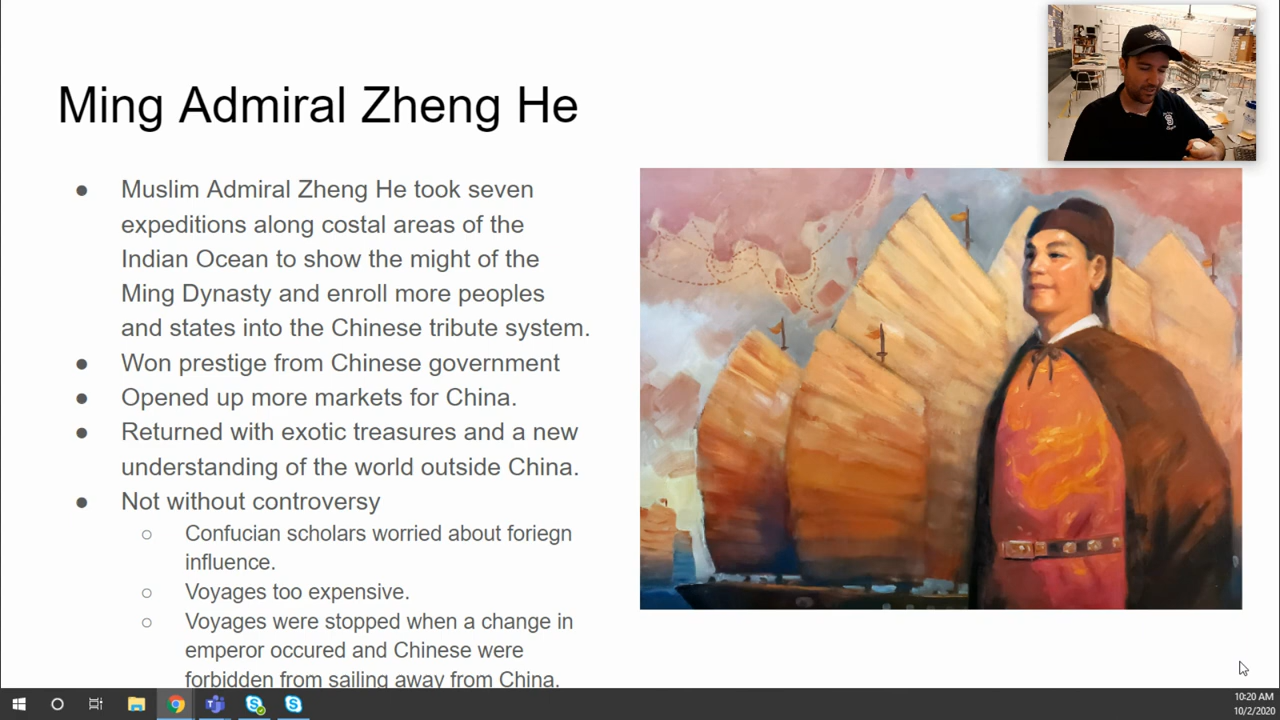 Ming Admiral Zheng He
● Muslim Admiral Zheng He took seven
expeditions along costal areas of the
Indian Ocean to show the might of the
Ming Dynasty and enroll more peoples
and states into the Chinese tribute system.
● Won prestige from Chinese government
● Opened up more markets for China.
● Returned with exotic treasures and a new
understanding of the world outside China.
● Not without controversy
○ Confucian scholars worried about foriegn
influence.
○ Voyages too expensive.
○ Voyages were stopped when a change in
emperor occured and Chinese were
forbidden from sailing away from China.
10:20 AM
10/2/2020